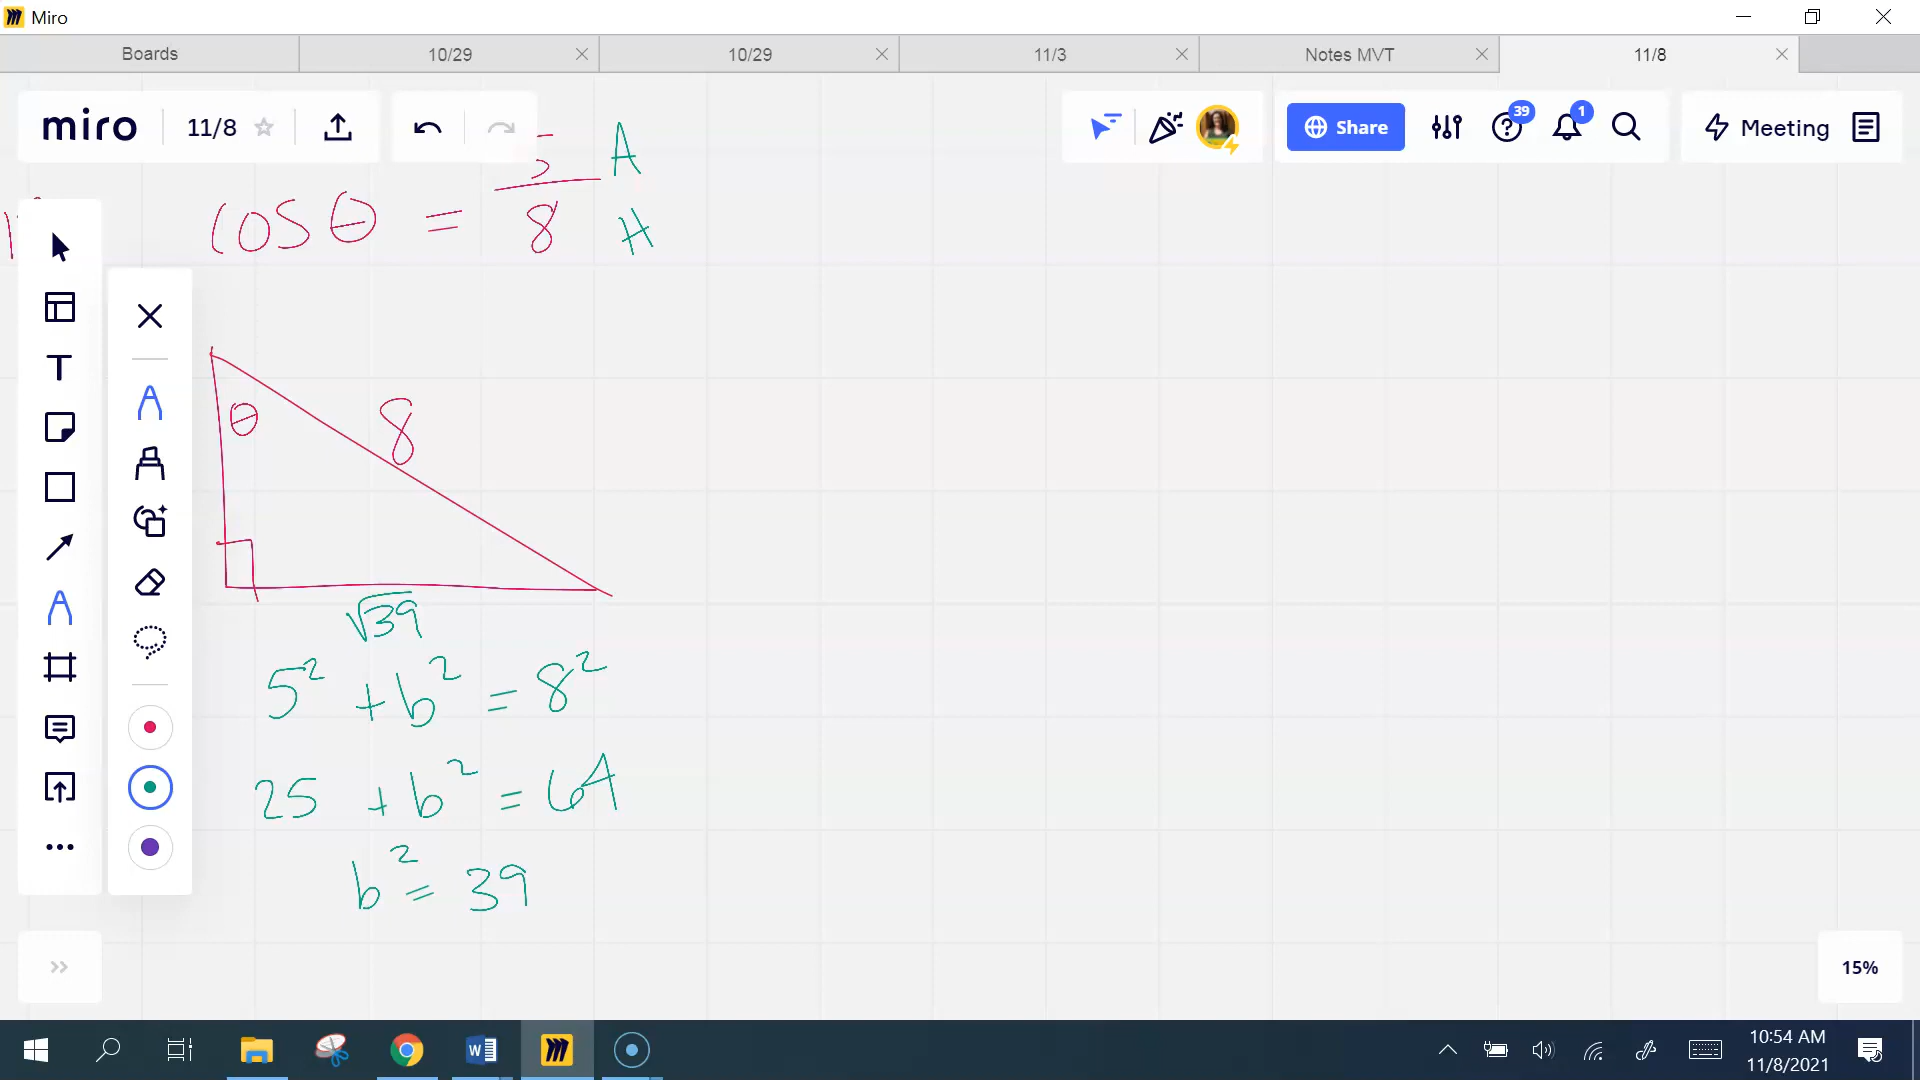 Miro
Boards 10/29 10/29 11/3 Notes MVT 11/8
miro 11/8 Share 39 1 Meeting
5 A
cos θ = 8 H
θ
8
√39
5² + b² = 8²
25 + b² = 64
b² = 39
T
15%
10:54 AM
11/8/2021